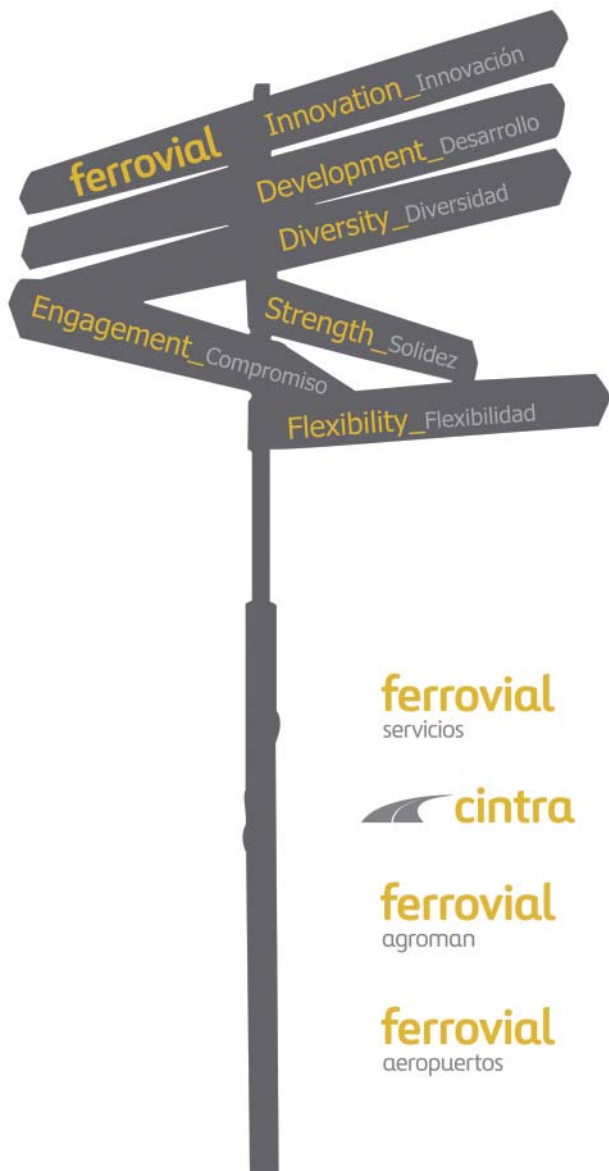 ferrovial Innovation_Innovación
Development_Desarrollo
Diversity_Diversidad
Engagement_Compromiso
Strength_Solidez
Flexibility_Flexibilidad
ferrovial
servicios
cintra
ferrovial
agroman
ferrovial
aeropuertos